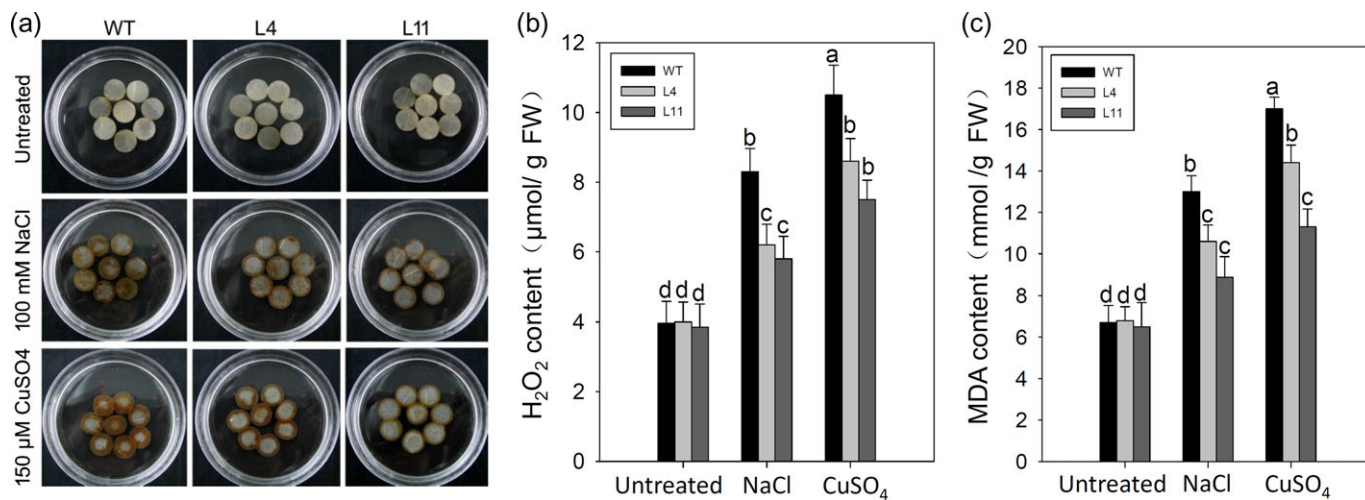 (a)
WT L4 L11
Untreated
100 mM NaCl
150 µM CuSO4
(b)
H₂O₂ content (µmol/ g FW)
12
10
8
6
4
2
0
WT
L4
L11
d d d
b
c
c
a
b
b
Untreated NaCl CuSO₄
(c)
MDA content (mmol /g FW)
20
18
16
14
12
10
8
6
4
2
0
WT
L4
L11
d d d
b
c
c
a
b
c
Untreated NaCl CuSO₄